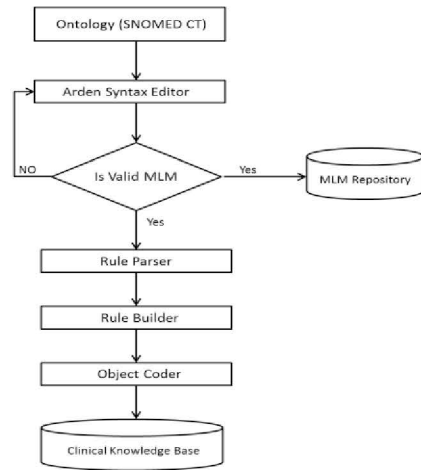 Ontology (SNOMED CT)
Arden Syntax Editor
NO
Is Valid MLM
Yes
MLM Repository
Yes
Rule Parser
Rule Builder
Object Coder
Clinical Knowledge Base